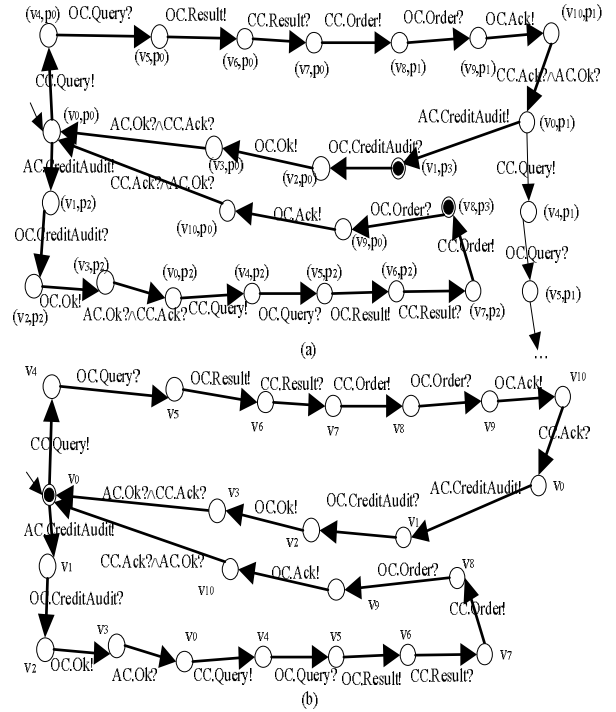 (v4,p0) OC.Query? OC.Result! CC.Result? CC.Order! OC.Order? OC.Ack! (v10,p1)
(v5,p0) (v6,p0) (v7,p0) (v8,p1) (v9,p1)
CC.Query! CC.Ack?∧AC.Ok?
(v0,p0) AC.Ok?∧CC.Ack? OC.Ok! OC.CreditAudit? AC.CreditAudit! (v0,p1)
AC.CreditAudit! (v3,p0) (v2,p0) (v1,p3) CC.Query!
CC.Ack?∧AC.Ok?
(v1,p2) (v10,p0) OC.Ack! OC.Order? (v8,p3) (v4,p1)
OC.CreditAudit? (v9,p0) CC.Order! OC.Query?
(v3,p2) (v0,p2) (v4,p2) (v5,p2) (v6,p2) (v5,p1)
(v2,p2) OC.Ok! AC.Ok?∧CC.Ack? CC.Query! OC.Query? OC.Result! CC.Result? (v7,p2)
(a) ...
v4 OC.Query? OC.Result! CC.Result? CC.Order! OC.Order? OC.Ack! v10
v5 v6 v7 v8 v9
CC.Query! CC.Ack?
v0 AC.Ok?∧CC.Ack? v3 OC.Ok! OC.CreditAudit? AC.CreditAudit! v0
AC.CreditAudit! v2 v1
v1 CC.Ack?∧AC.Ok? v10 OC.Ack! OC.Order? v8
OC.CreditAudit? v9 CC.Order!
v3 v0 v4 v5 v6
v2 OC.Ok! AC.Ok? CC.Query! OC.Query? OC.Result! CC.Result? v7
(b)